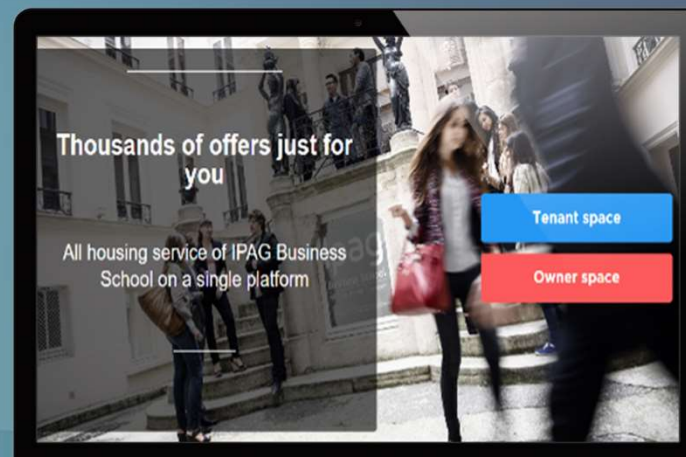 Thousands of offers just for
you
All housing service of IPAG Business
School on a single platform
Tenant space
Owner space